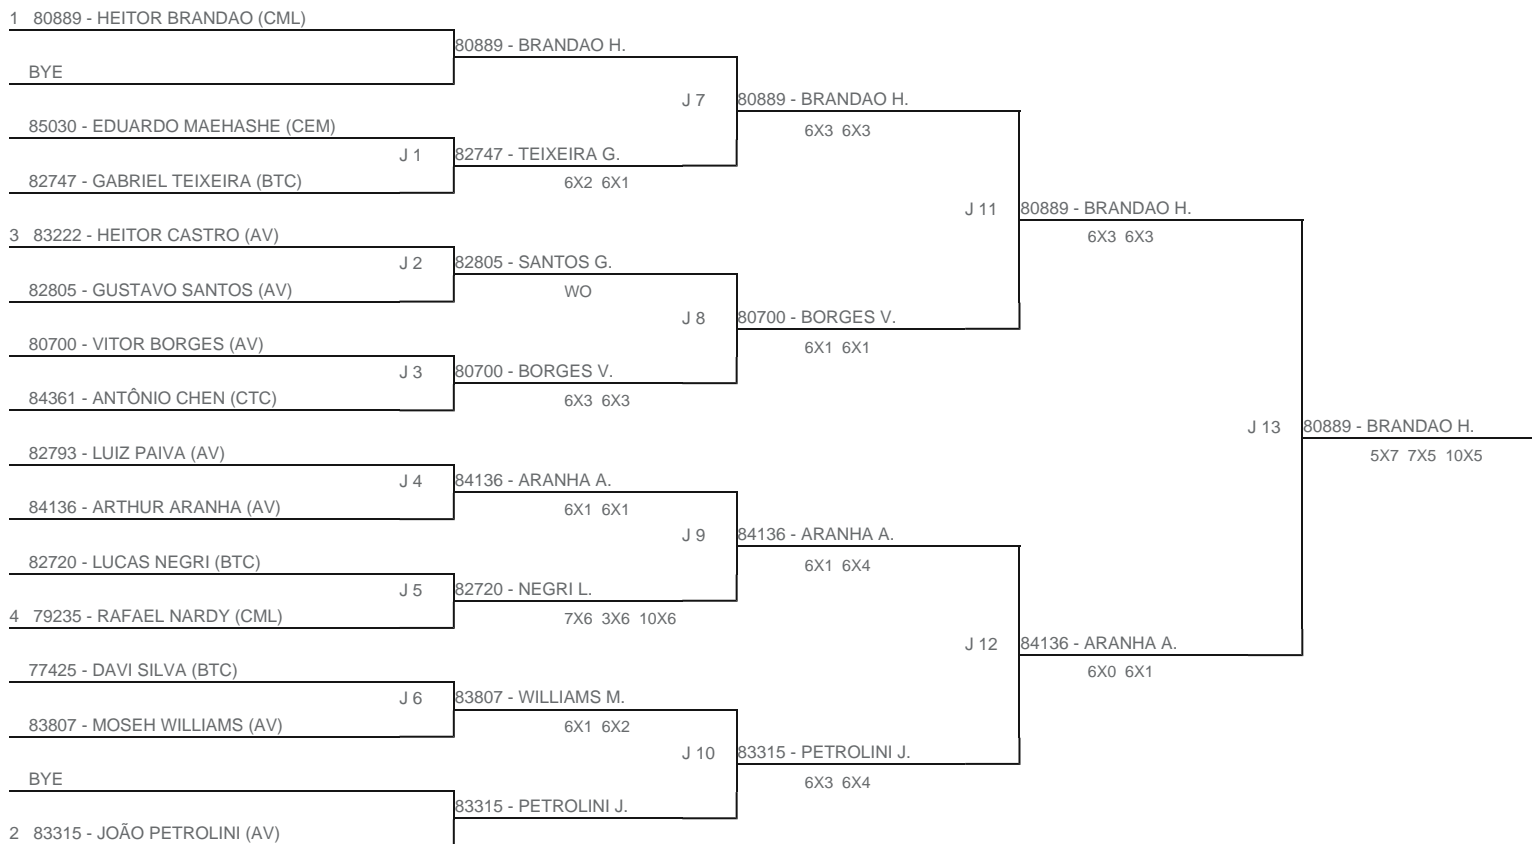 1 80889 - HEITOR BRANDAO (CML)
80889 - BRANDAO H.
BYE
J 7
80889 - BRANDAO H.
6X3 6X3
85030 - EDUARDO MAEHASHE (CEM)
J 1
82747 - TEIXEIRA G.
82747 - GABRIEL TEIXEIRA (BTC)
6X2 6X1
J 11
80889 - BRANDAO H.
6X3 6X3
3 83222 - HEITOR CASTRO (AV)
J 2
82805 - SANTOS G.
82805 - GUSTAVO SANTOS (AV)
WO
J 8
80700 - BORGES V.
6X1 6X1
80700 - VITOR BORGES (AV)
J 3
80700 - BORGES V.
84361 - ANTÔNIO CHEN (CTC)
6X3 6X3
J 13
80889 - BRANDAO H.
5X7 7X5 10X5
82793 - LUIZ PAIVA (AV)
J 4
84136 - ARANHA A.
84136 - ARTHUR ARANHA (AV)
6X1 6X1
J 9
84136 - ARANHA A.
6X1 6X4
82720 - LUCAS NEGRI (BTC)
J 5
82720 - NEGRI L.
4 79235 - RAFAEL NARDY (CML)
7X6 3X6 10X6
J 12
84136 - ARANHA A.
6X0 6X1
77425 - DAVI SILVA (BTC)
J 6
83807 - WILLIAMS M.
83807 - MOSEH WILLIAMS (AV)
6X1 6X2
J 10
83315 - PETROLINI J.
6X3 6X4
BYE
83315 - PETROLINI J.
2 83315 - JOÃO PETROLINI (AV)